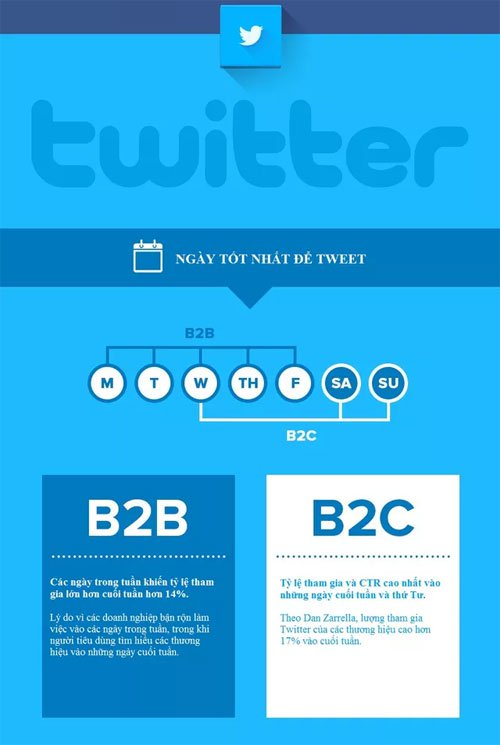 twitter
NGÀY TỐT NHẤT ĐỂ TWEET
B2B
M T W TH F SA SU
B2C
B2B
Các ngày trong tuần khiến tỷ lệ tham
gia lớn hơn cuối tuần hơn 14%.
Lý do vì các doanh nghiệp bận rộn làm
việc vào các ngày trong tuần, trong khi
người tiêu dùng tìm hiểu các thương
hiệu vào những ngày cuối tuần.
B2C
Tỷ lệ tham gia và CTR cao nhất vào
những ngày cuối tuần và thứ Tư.
Theo Dan Zarrella, lượng tham gia
Twitter của các thương hiệu cao hơn
17% vào cuối tuần.